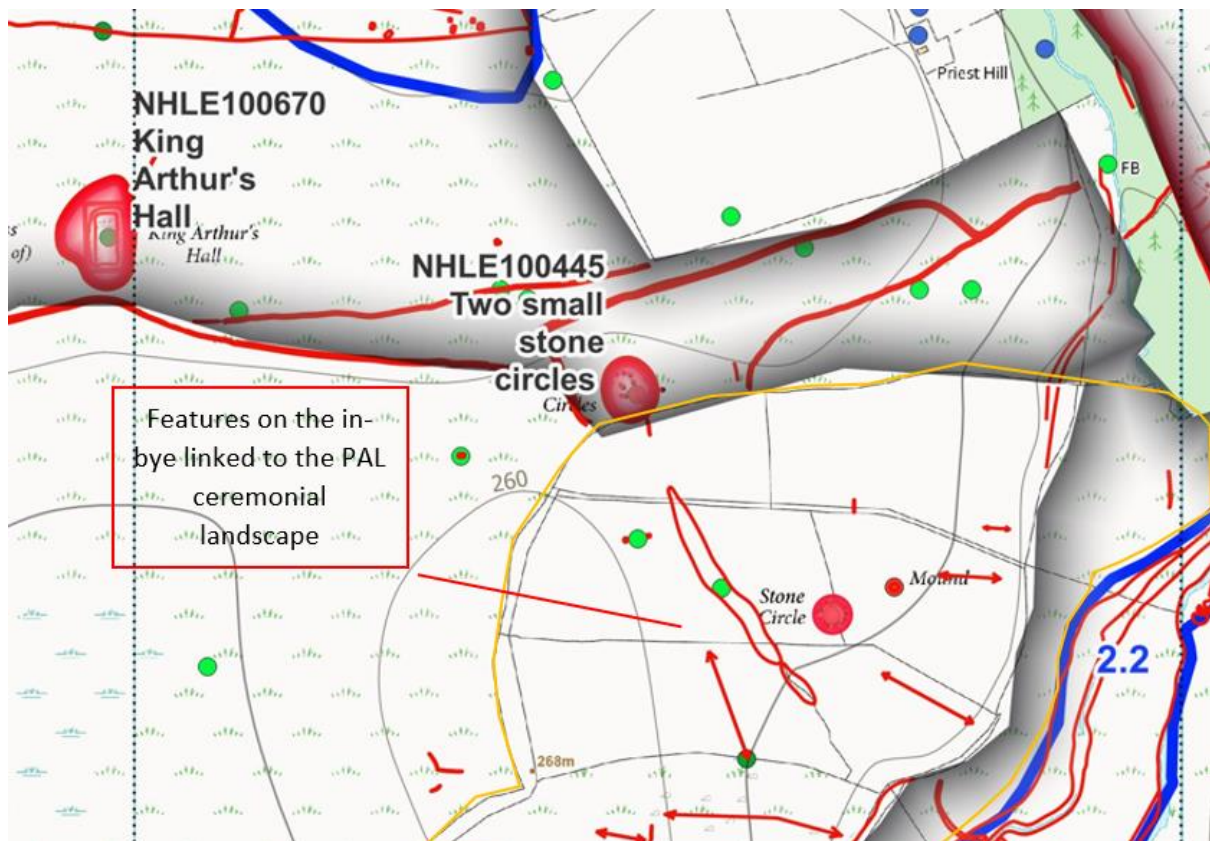 Priest Hill
NHLE100670
King
Arthur's
Hall
King Arthur's
Hall
of)
FB
NHLE100445
Two small
stone
circles
Circles
Features on the in-
bye linked to the PAL
ceremonial
landscape
260
Mound
Stone
Circle
2.2
268m